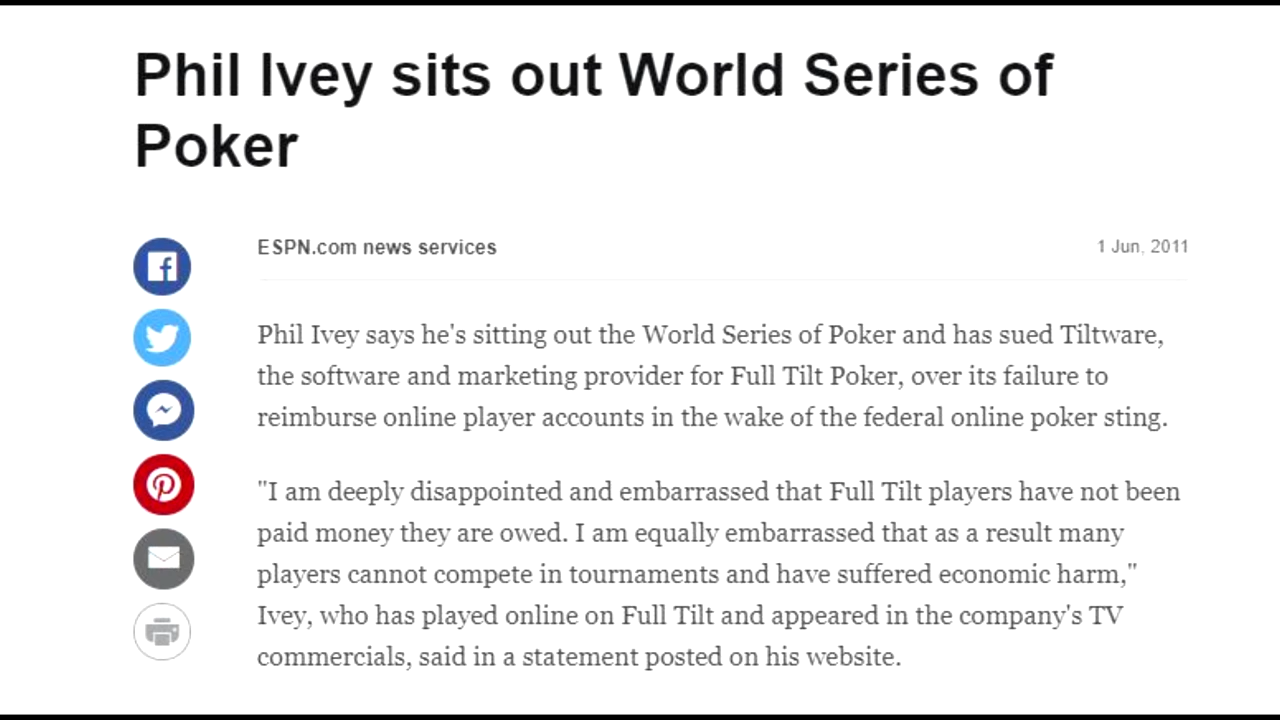 Phil Ivey sits out World Series of
Poker
ESPN.com news services
1 Jun, 2011
Phil Ivey says he's sitting out the World Series of Poker and has sued Tiltware,
the software and marketing provider for Full Tilt Poker, over its failure to
reimburse online player accounts in the wake of the federal online poker sting.
"I am deeply disappointed and embarrassed that Full Tilt players have not been
paid money they are owed. I am equally embarrassed that as a result many
players cannot compete in tournaments and have suffered economic harm,"
Ivey, who has played online on Full Tilt and appeared in the company's TV
commercials, said in a statement posted on his website.